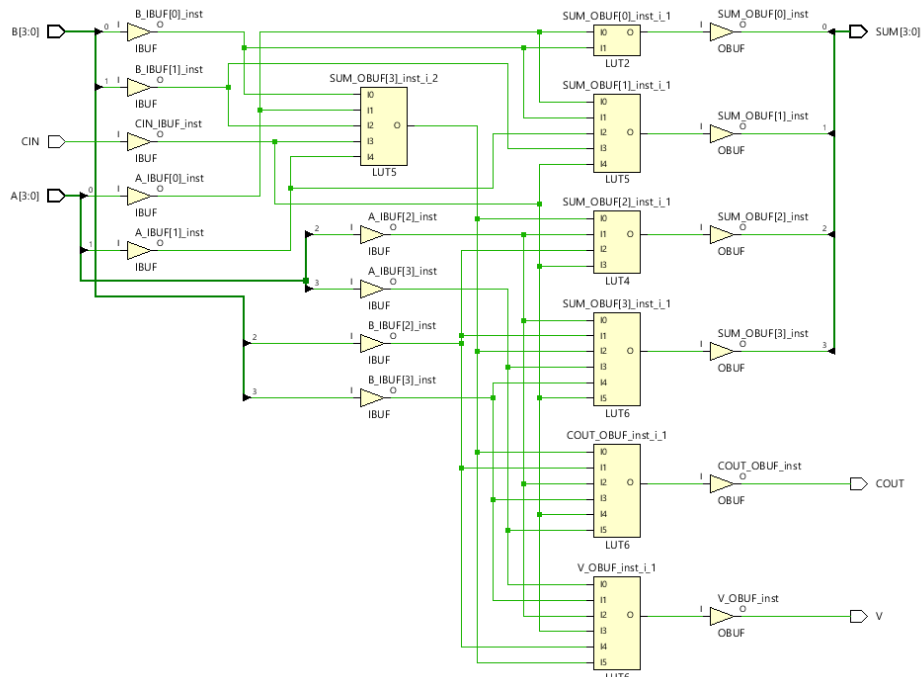 B_IBUF[0]_inst
B[3:0]
0
I
O
IBUF
B_IBUF[1]_inst
1
I
O
IBUF
CIN_IBUF_inst
CIN
I
O
IBUF
A_IBUF[0]_inst
A[3:0]
0
I
O
IBUF
A_IBUF[1]_inst
1
I
O
IBUF
SUM_OBUF[3]_inst_i_2
I0
I1
I2
I3
I4
O
LUT5
A_IBUF[2]_inst
2
I
O
IBUF
A_IBUF[3]_inst
3
I
O
IBUF
B_IBUF[2]_inst
2
I
O
IBUF
B_IBUF[3]_inst
3
I
O
IBUF
SUM_OBUF[0]_inst_i_1
I0
I1
O
LUT2
SUM_OBUF[1]_inst_i_1
I0
I1
I2
I3
I4
O
LUT5
SUM_OBUF[2]_inst_i_1
I0
I1
I2
I3
O
LUT4
SUM_OBUF[3]_inst_i_1
I0
I1
I2
I3
I4
I5
O
LUT6
COUT_OBUF_inst_i_1
I0
I1
I2
I3
I4
I5
O
LUT6
V_OBUF_inst_i_1
I0
I1
I2
I3
I4
I5
O
LUT6
SUM_OBUF[0]_inst
I
O
OBUF
0
SUM[3:0]
SUM_OBUF[1]_inst
I
O
OBUF
1
SUM_OBUF[2]_inst
I
O
OBUF
2
SUM_OBUF[3]_inst
I
O
OBUF
3
COUT_OBUF_inst
I
O
OBUF
COUT
V_OBUF_inst
I
O
OBUF
V